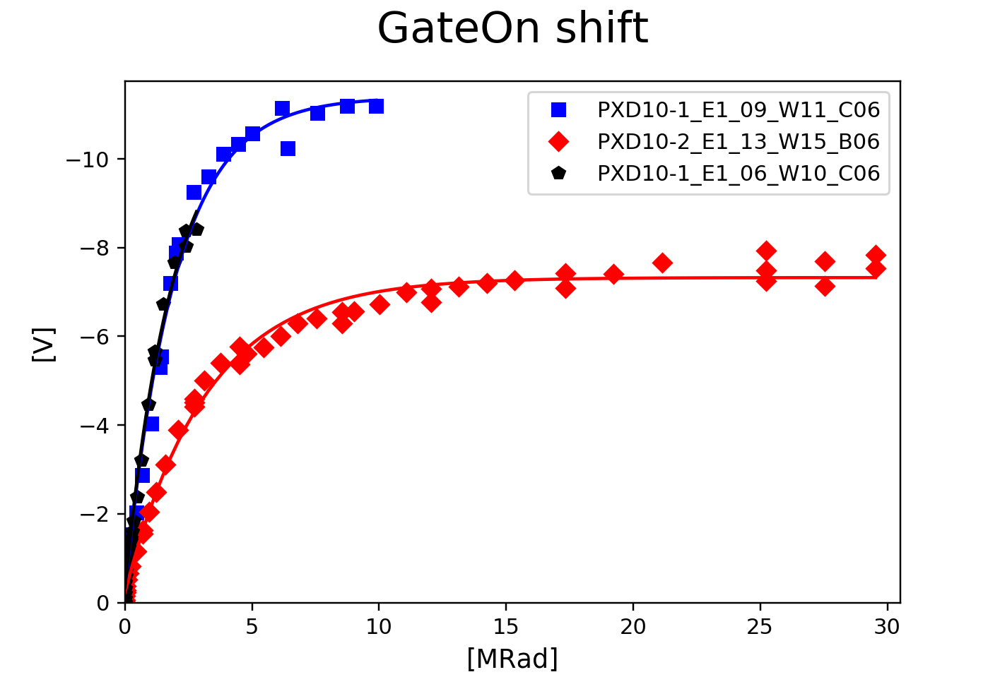 GateOn shift
PXD10-1_E1_09_W11_C06
PXD10-2_E1_13_W15_B06
PXD10-1_E1_06_W10_C06
−10
−8
−6
−4
−2
0
[V]
0 5 10 15 20 25 30
[MRad]